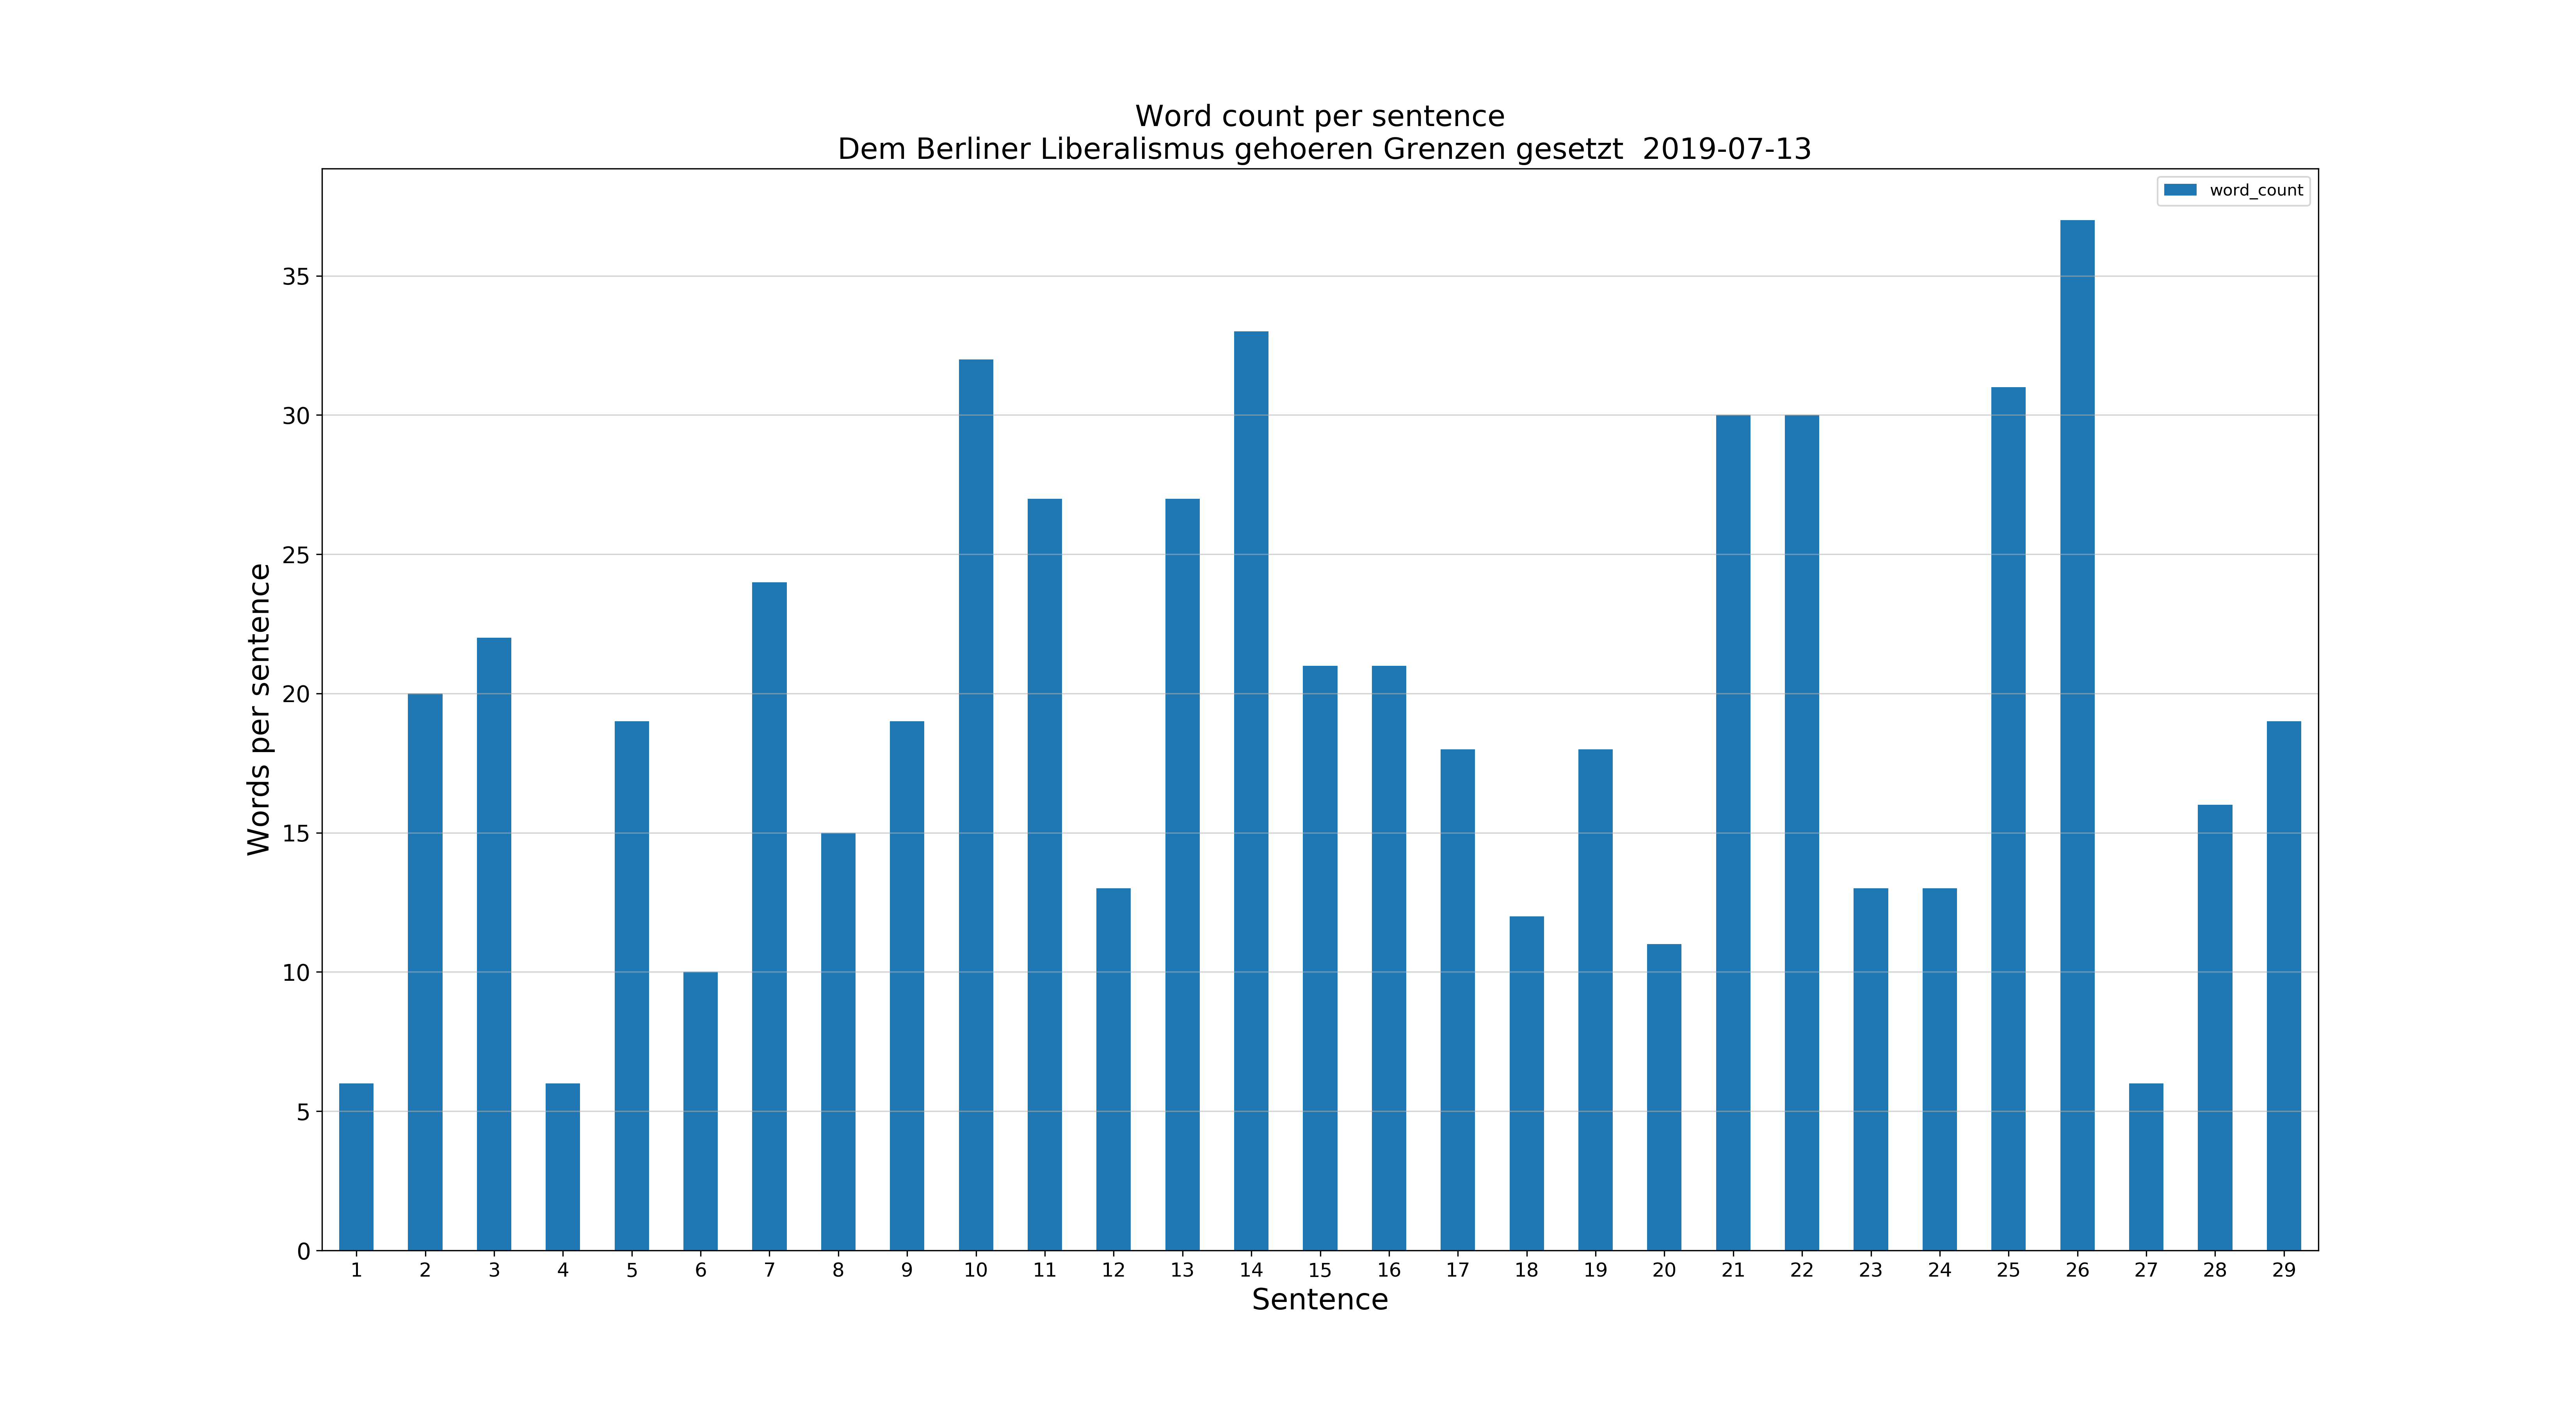 Word count per sentence
Dem Berliner Liberalismus gehoeren Grenzen gesetzt  2019-07-13
word_count
Words per sentence
35
30
25
20
15
10
5
0
1 2 3 4 5 6 7 8 9 10 11 12 13 14 15 16 17 18 19 20 21 22 23 24 25 26 27 28 29
Sentence